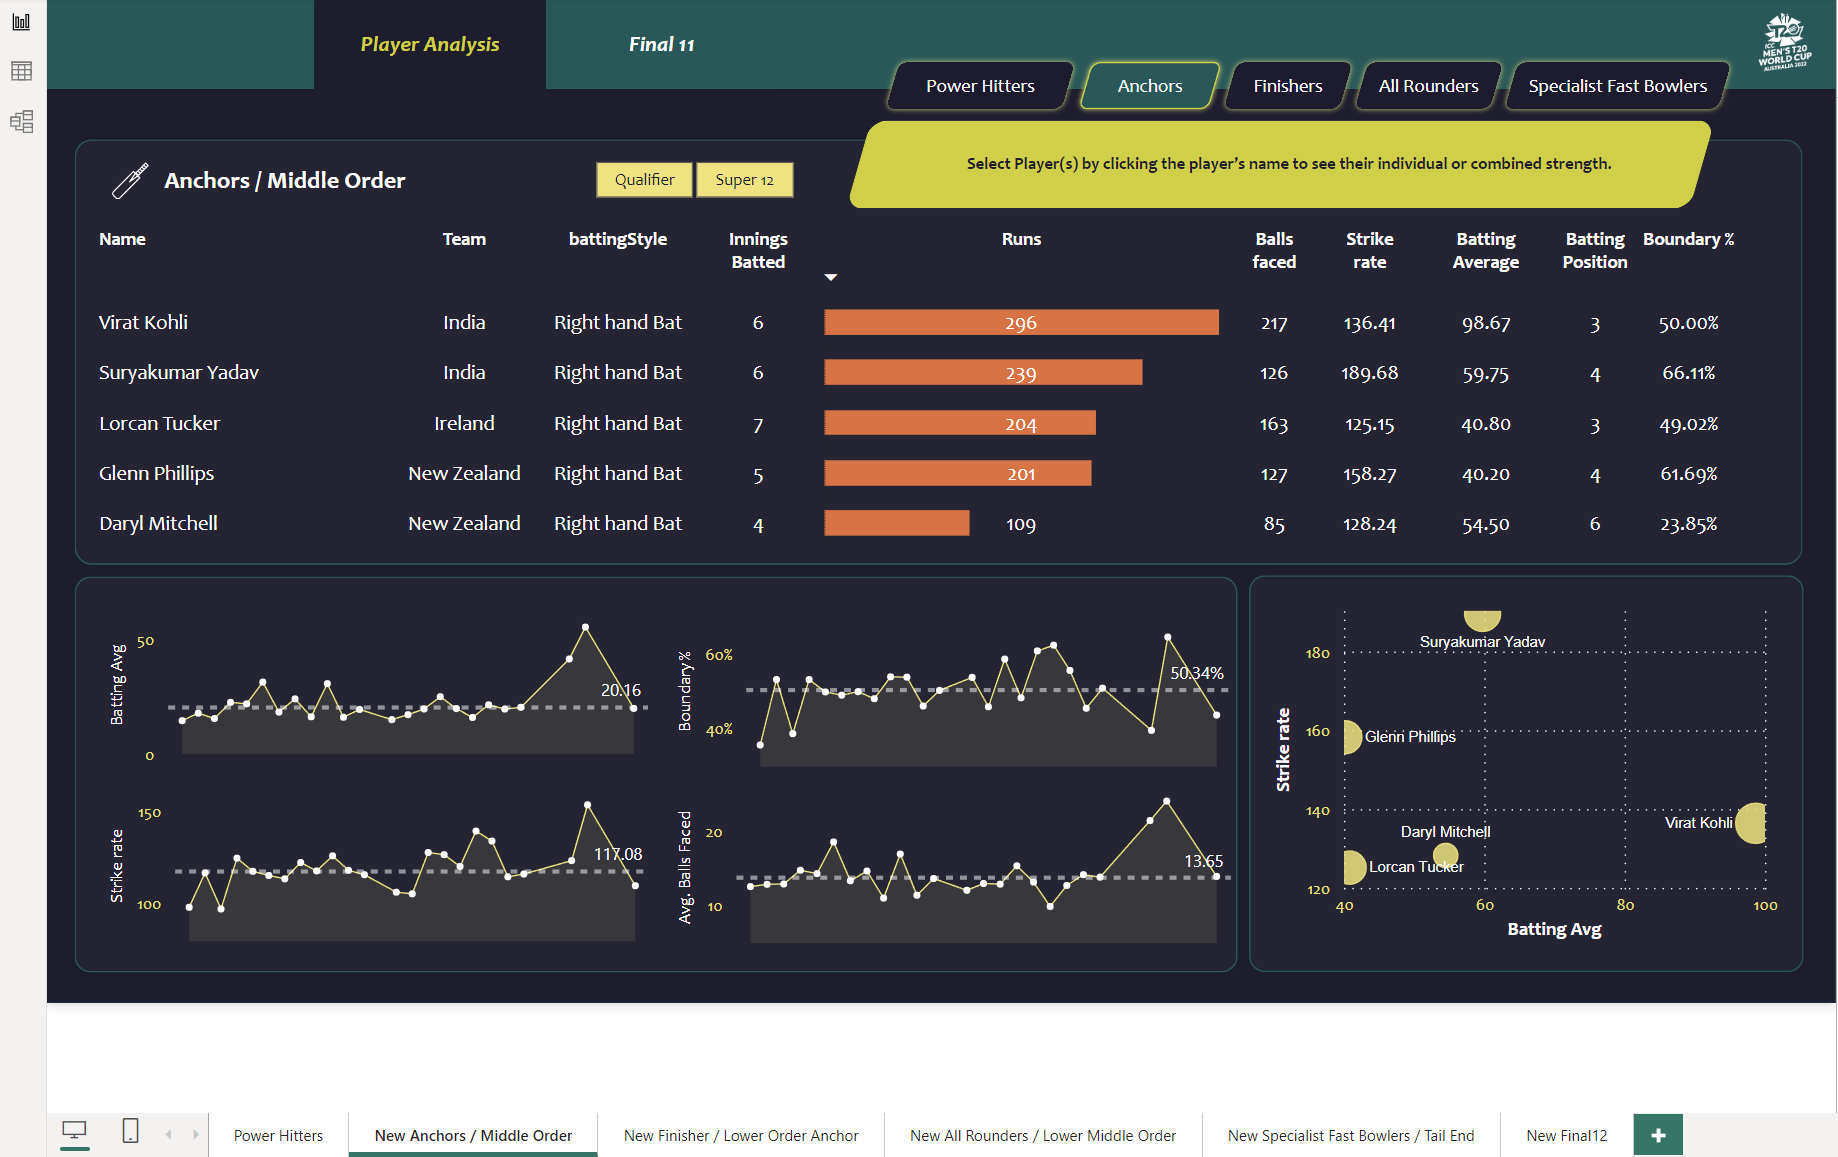 Player Analysis
Final 11
ICC
MEN'S T20
WORLD CUP
AUSTRALIA 2022
Power Hitters
Anchors
Finishers
All Rounders
Specialist Fast Bowlers
Select Player(s) by clicking the player's name to see their individual or combined strength.
Anchors / Middle Order
Qualifier
Super 12
Name Team battingStyle Innings Batted Runs Balls faced Strike rate Batting Average Batting Position Boundary %
Virat Kohli India Right hand Bat 6 296 217 136.41 98.67 3 50.00%
Suryakumar Yadav India Right hand Bat 6 239 126 189.68 59.75 4 66.11%
Lorcan Tucker Ireland Right hand Bat 7 204 163 125.15 40.80 3 49.02%
Glenn Phillips New Zealand Right hand Bat 5 201 127 158.27 40.20 4 61.69%
Daryl Mitchell New Zealand Right hand Bat 4 109 85 128.24 54.50 6 23.85%
Batting Avg
50
0
20.16
Boundary%
60%
40%
50.34%
Strike rate
150
100
117.08
Avg. Balls Faced
20
10
13.65
Strike rate
180
160
140
120
Suryakumar Yadav
Glenn Phillips
Virat Kohli
Daryl Mitchell
Lorcan Tucker
40 60 80 100
Batting Avg
Power Hitters
New Anchors / Middle Order
New Finisher / Lower Order Anchor
New All Rounders / Lower Middle Order
New Specialist Fast Bowlers / Tail End
New Final12